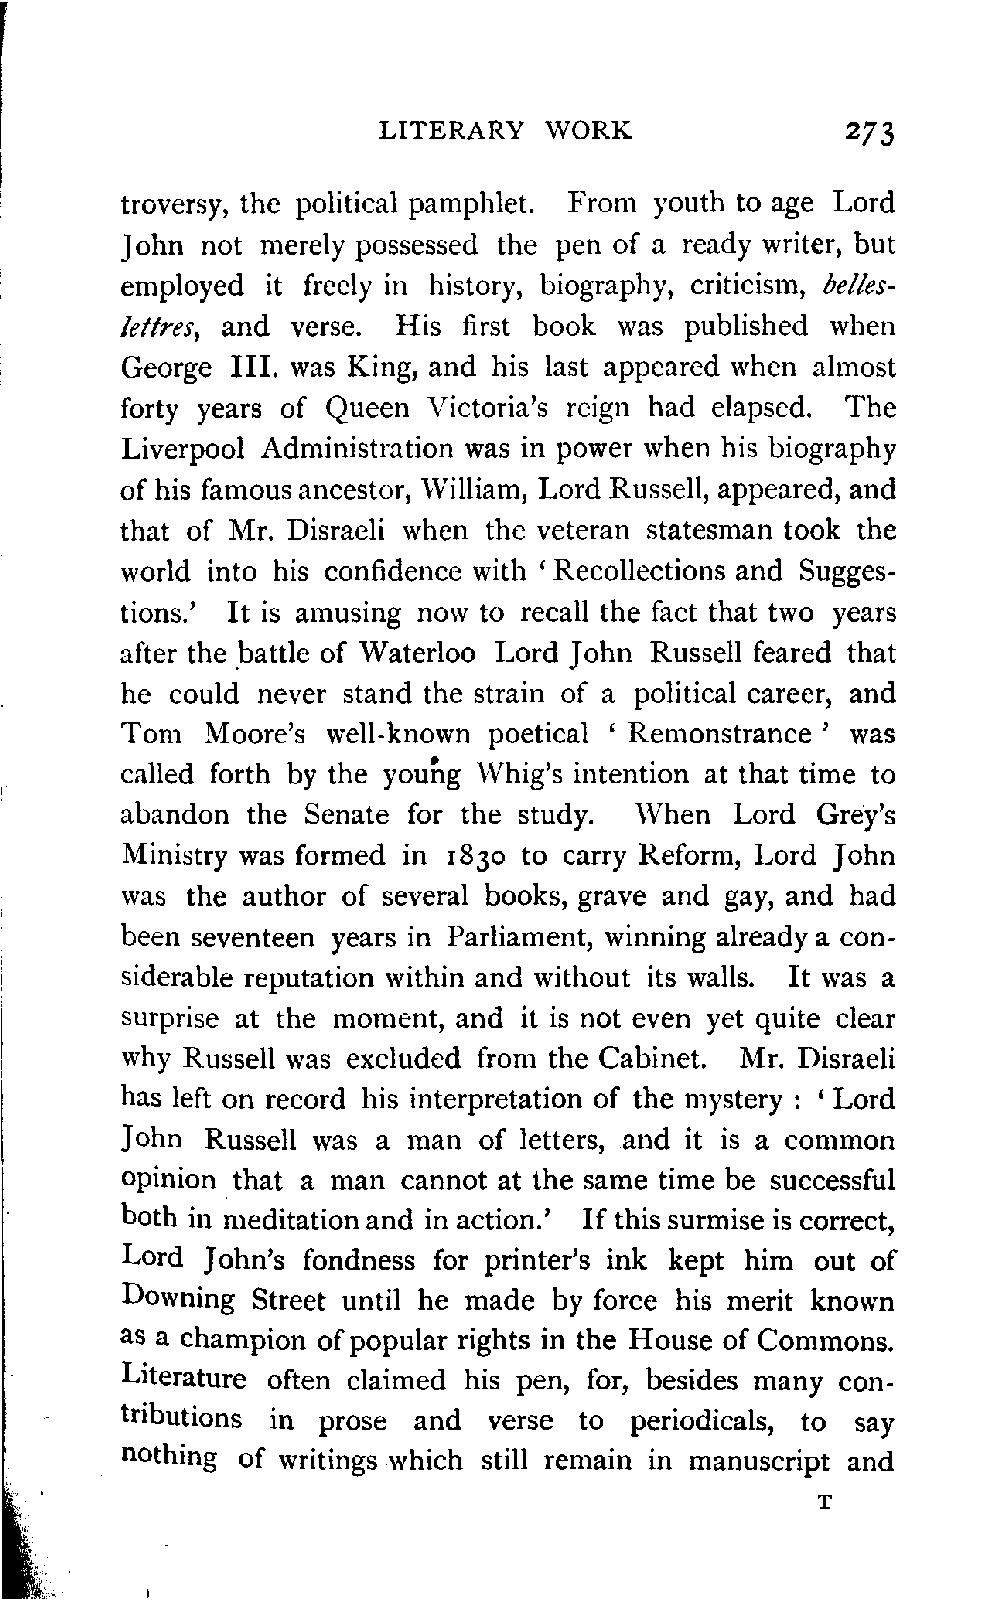 LITERARY WORK 273
troversy, the political pamphlet. From youth to age Lord
John not merely possessed the pen of a ready writer, but
employed it freely in history, biography, criticism, belles-
lettres, and verse. His first book was published when
George III. was King, and his last appeared when almost
forty years of Queen Victoria's reign had elapsed. The
Liverpool Administration was in power when his biography
of his famous ancestor, William, Lord Russell, appeared, and
that of Mr. Disraeli when the veteran statesman took the
world into his confidence with ‘Recollections and Sugges-
tions.’ It is amusing now to recall the fact that two years
after the battle of Waterloo Lord John Russell feared that
he could never stand the strain of a political career, and
Tom Moore's well-known poetical ‘Remonstrance’ was
called forth by the young Whig's intention at that time to
abandon the Senate for the study. When Lord Grey's
Ministry was formed in 1830 to carry Reform, Lord John
was the author of several books, grave and gay, and had
been seventeen years in Parliament, winning already a con-
siderable reputation within and without its walls. It was a
surprise at the moment, and it is not even yet quite clear
why Russell was excluded from the Cabinet. Mr. Disraeli
has left on record his interpretation of the mystery : ‘Lord
John Russell was a man of letters, and it is a common
opinion that a man cannot at the same time be successful
both in meditation and in action.’ If this surmise is correct,
Lord John's fondness for printer's ink kept him out of
Downing Street until he made by force his merit known
as a champion of popular rights in the House of Commons.
Literature often claimed his pen, for, besides many con-
tributions in prose and verse to periodicals, to say
nothing of writings which still remain in manuscript and
T